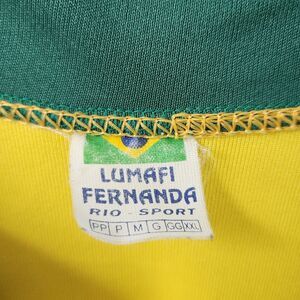 LUMAFI
FERNANDA
RIO - SPORT
PP P M G GG XXL